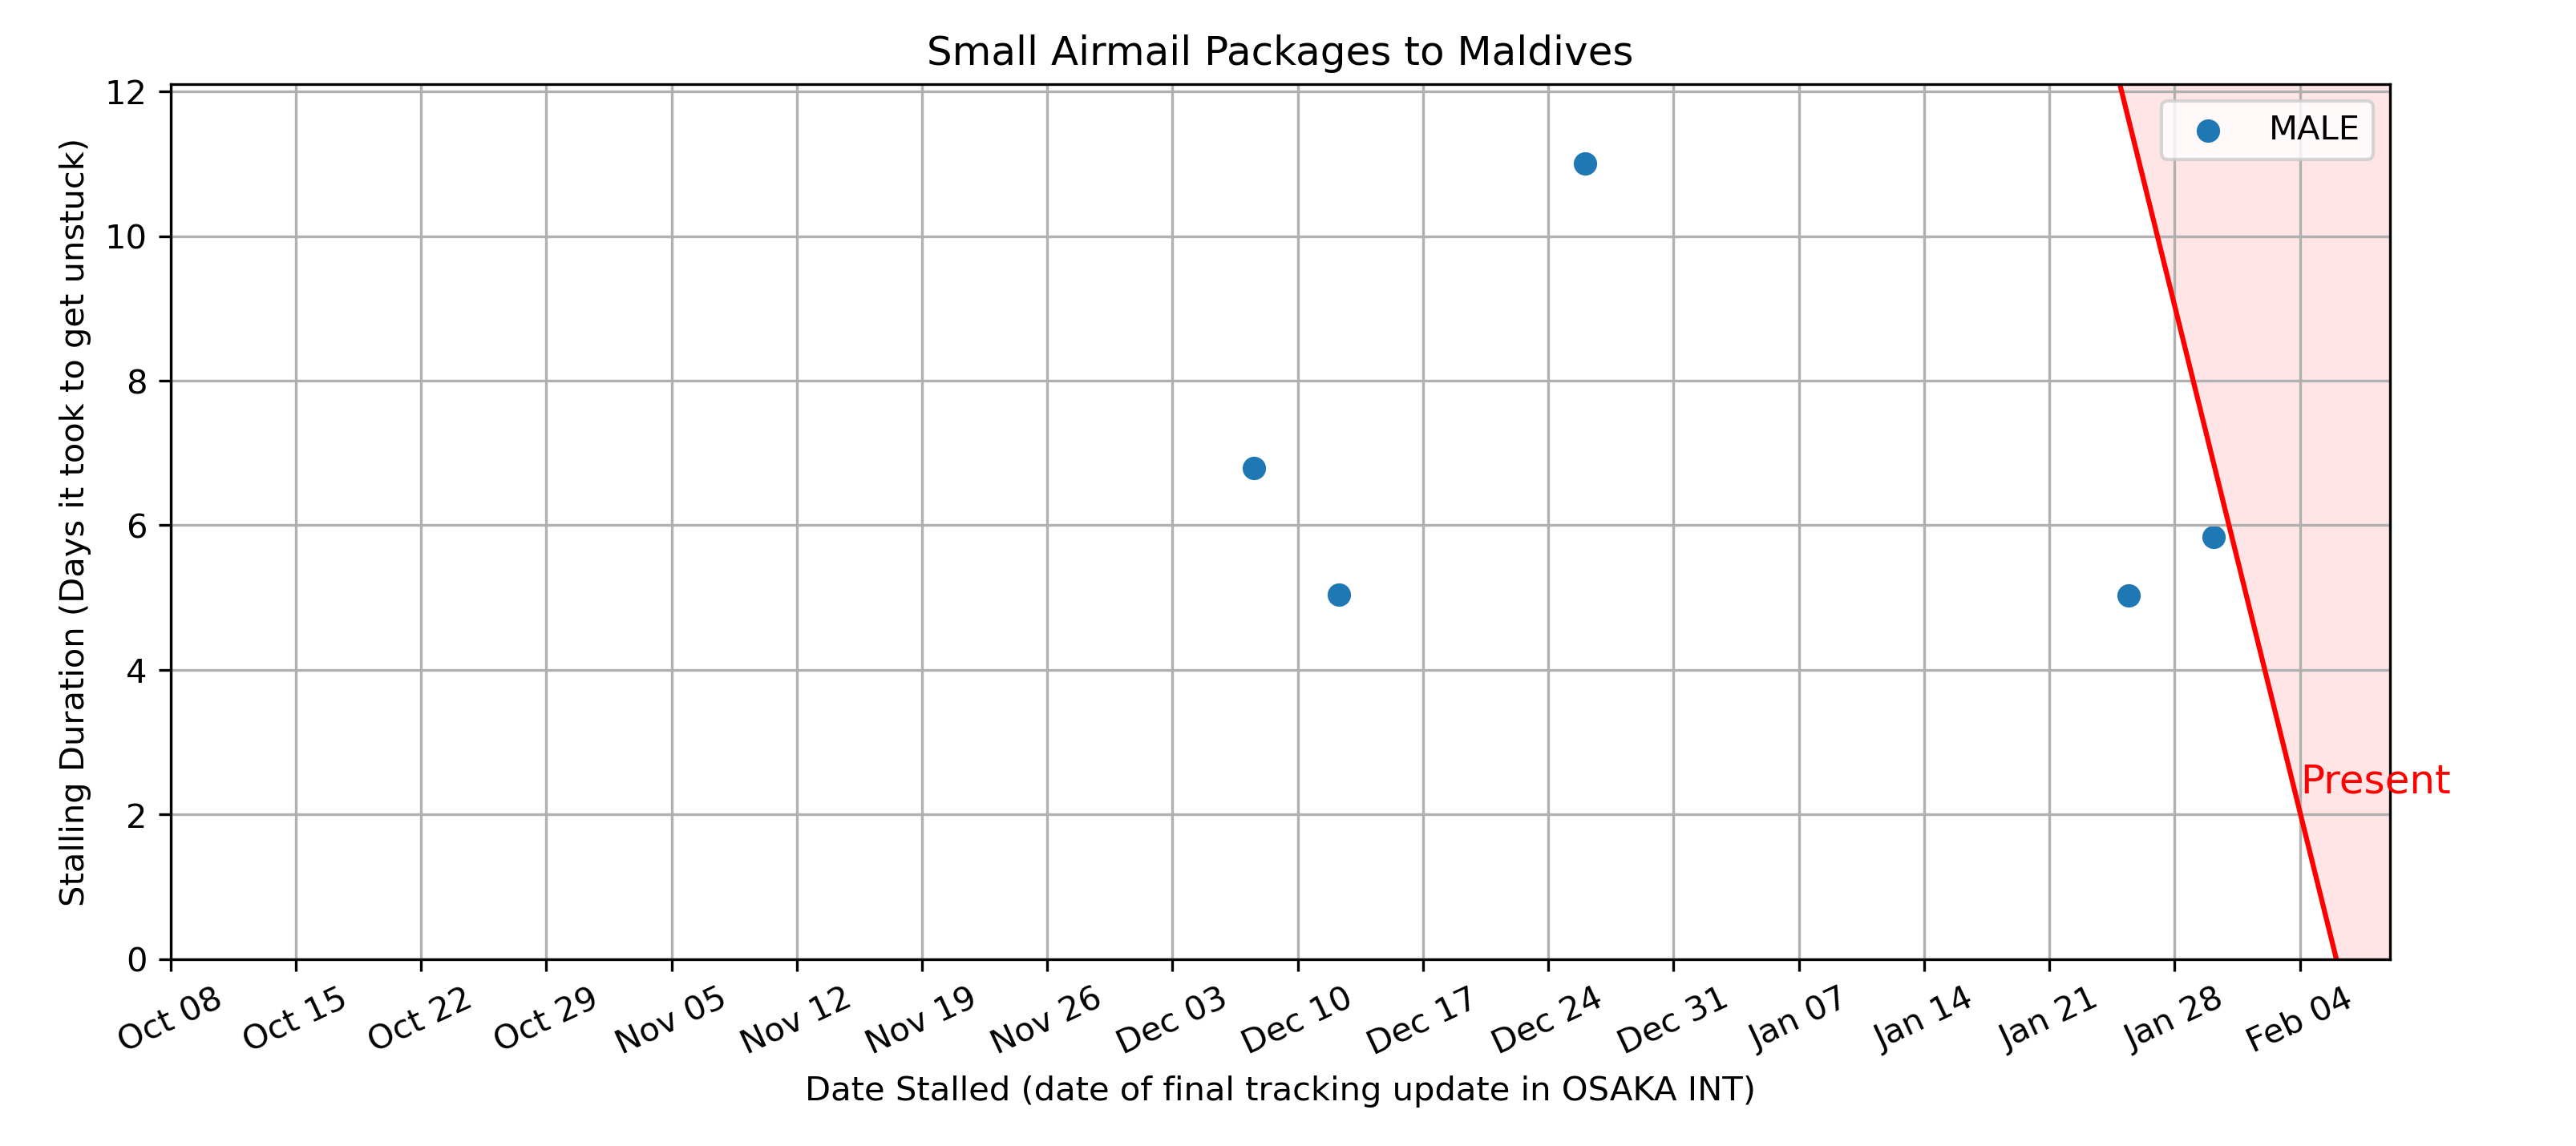 Small Airmail Packages to Maldives
Stalling Duration (Days it took to get unstuck)
12
10
8
6
4
2
0
MALE
Present
Oct 08 Oct 15 Oct 22 Oct 29 Nov 05 Nov 12 Nov 19 Nov 26 Dec 03 Dec 10 Dec 17 Dec 24 Dec 31 Jan 07 Jan 14 Jan 21 Jan 28 Feb 04
Date Stalled (date of final tracking update in OSAKA INT)